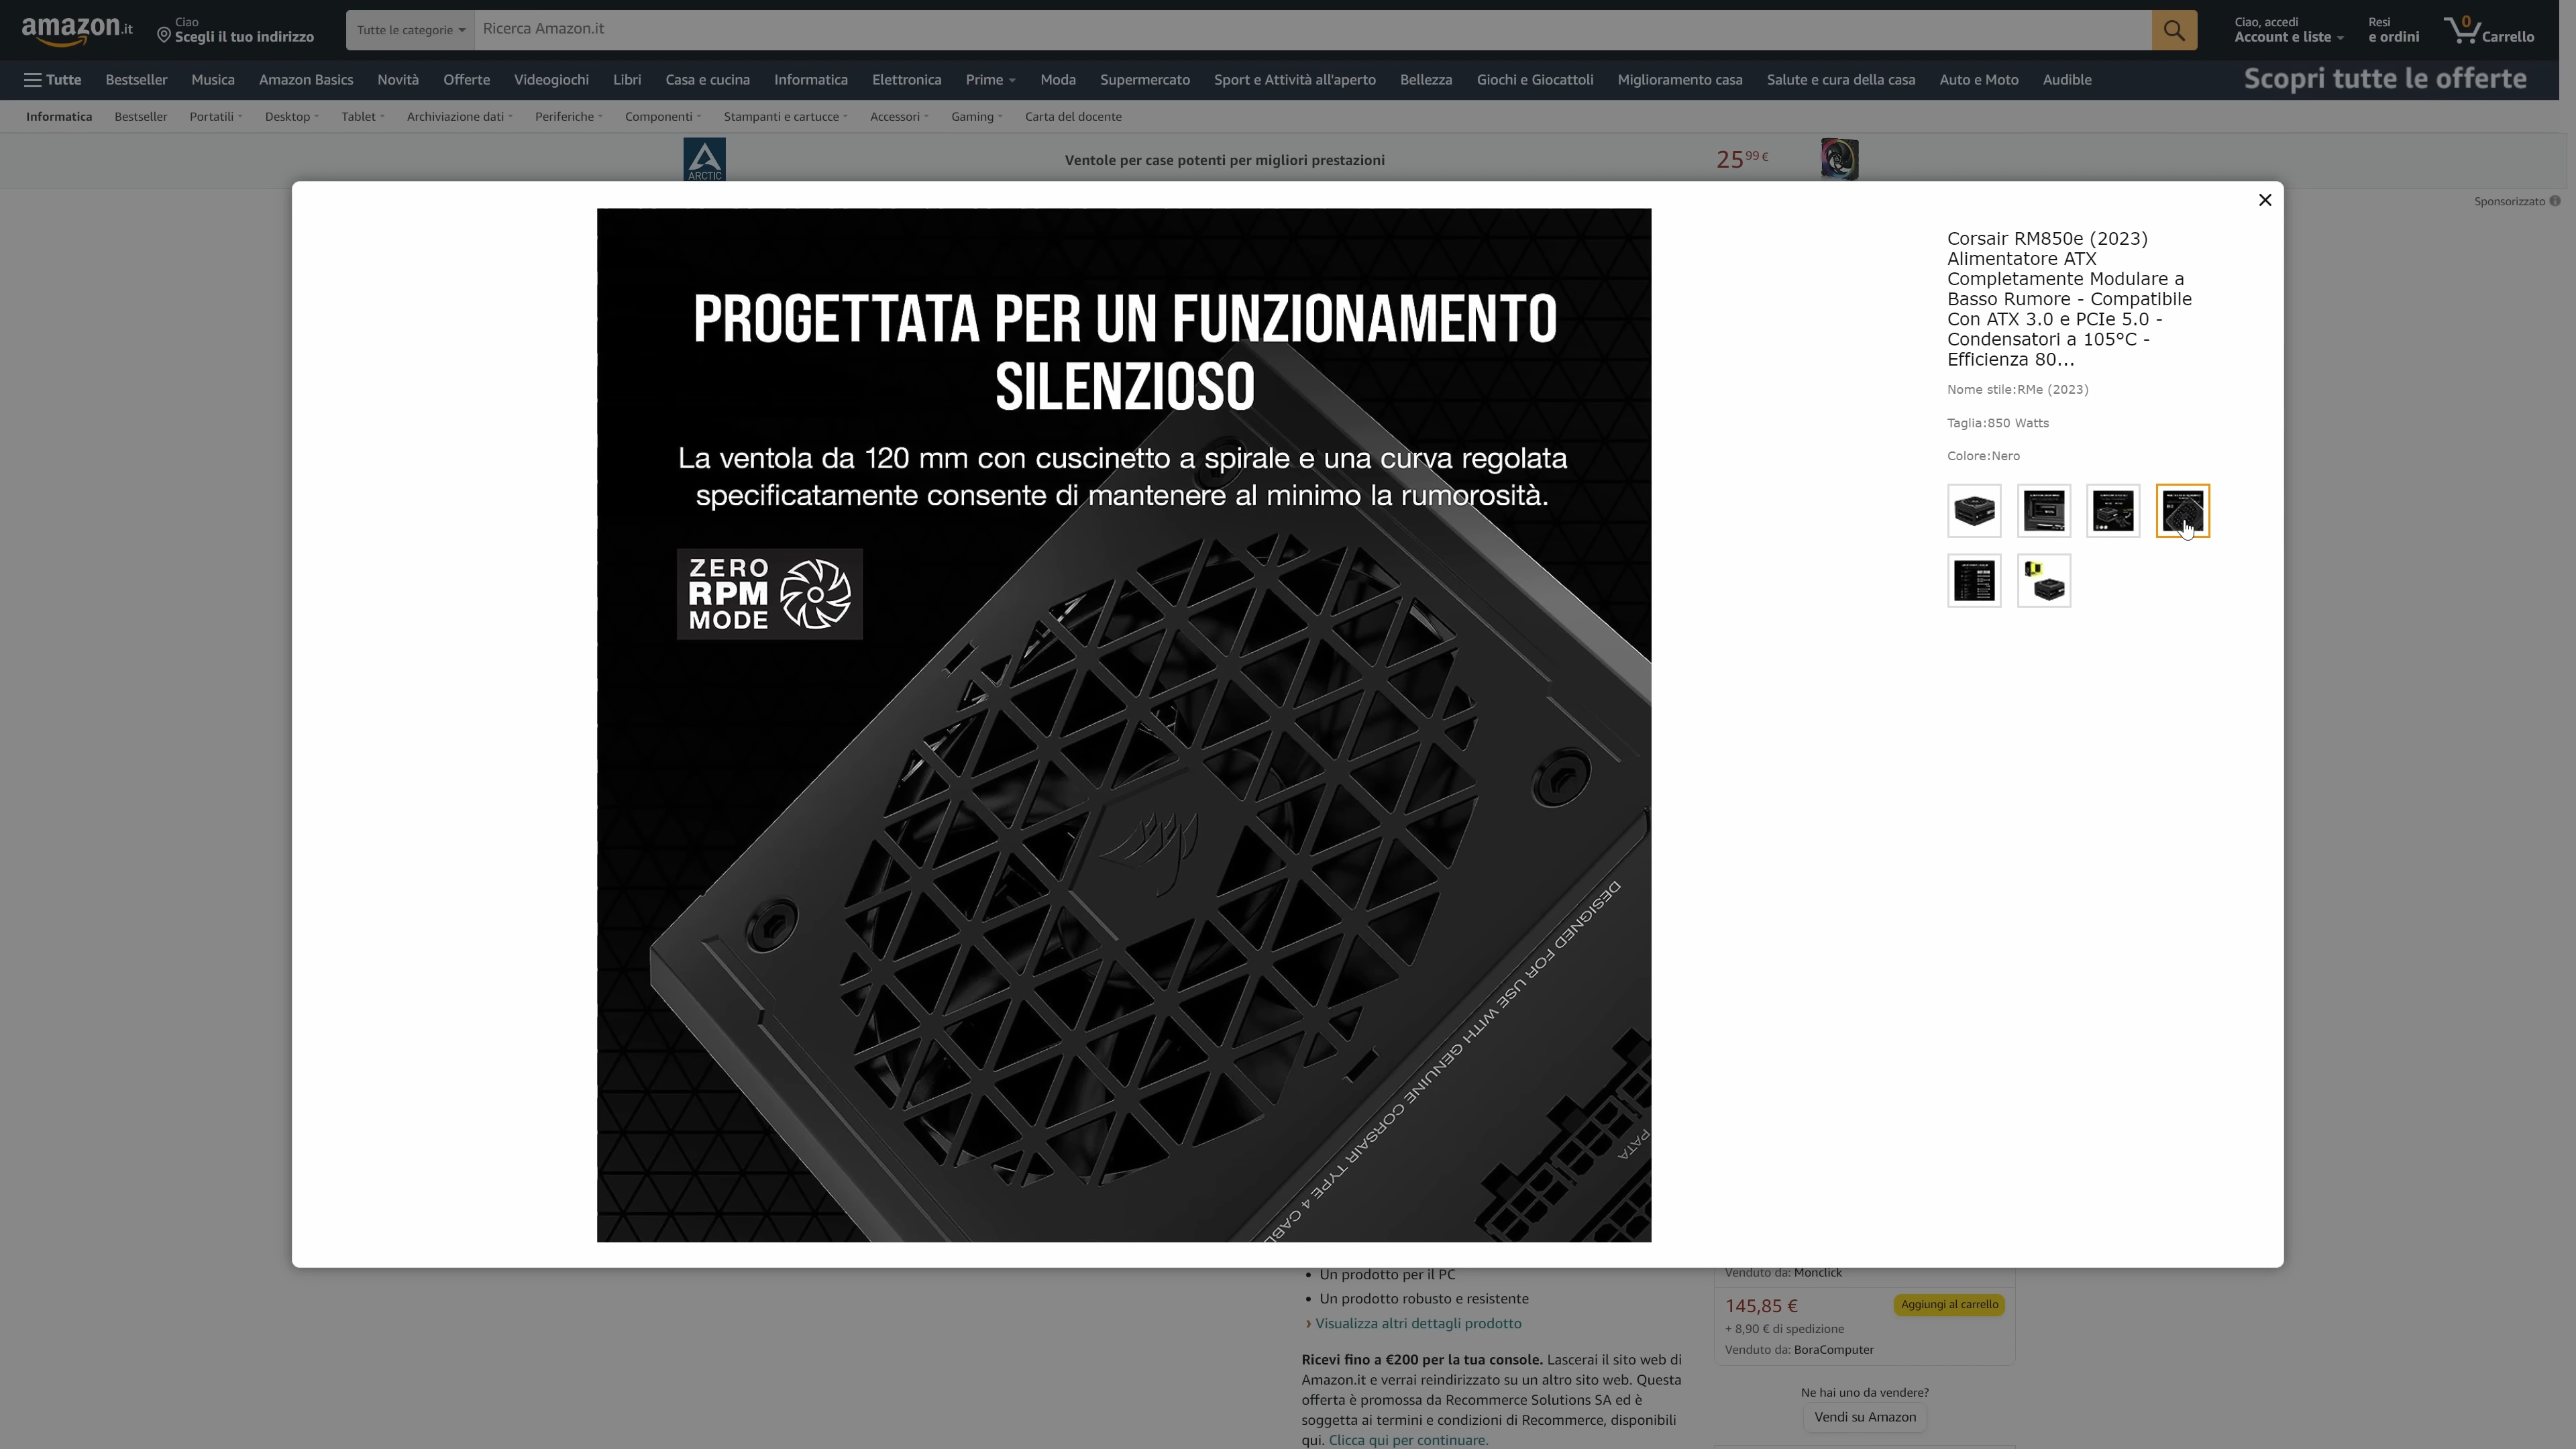 amazon.it
Ciao
Scegli il tuo indirizzo
Tutte le categorie
Ricerca Amazon.it
Ciao, accedi
Account e liste
Resi
e ordini
0
Carrello
Tutte
Bestseller
Musica
Amazon Basics
Novità
Offerte
Videogiochi
Libri
Casa e cucina
Informatica
Elettronica
Prime
Moda
Supermercato
Sport e Attività all'aperto
Bellezza
Giochi e Giocattoli
Miglioramento casa
Salute e cura della casa
Auto e Moto
Audible
Scopri tutte le offerte
Informatica
Bestseller
Portatili
Desktop
Tablet
Archiviazione dati
Periferiche
Componenti
Stampanti e cartucce
Accessori
Gaming
Carta del docente
ARCTIC
Ventole per case potenti per migliori prestazioni
25 99 €
Sponsorizzato
PROGETTATA PER UN FUNZIONAMENTO
SILENZIOSO
La ventola da 120 mm con cuscinetto a spirale e una curva regolata
specificatamente consente di mantenere al minimo la rumorosità.
ZERO
RPM
MODE
DESIGNED FOR USE WITH GENUINE CORSAIR TYPE 4 CABL
PATA
Corsair RM850e (2023)
Alimentatore ATX
Completamente Modulare a
Basso Rumore - Compatibile
Con ATX 3.0 e PCIe 5.0 -
Condensatori a 105°C -
Efficienza 80...
Nome stile:RMe (2023)
Taglia:850 Watts
Colore:Nero
• Un prodotto per il PC
• Un prodotto robusto e resistente
› Visualizza altri dettagli prodotto
Ricevi fino a €200 per la tua console. Lascerai il sito web di
Amazon.it e verrai reindirizzato su un altro sito web. Questa
offerta è promossa da Recommerce Solutions SA ed è
soggetta ai termini e condizioni di Recommerce, disponibili
qui. Clicca qui per continuare.
Venduto da: Monclick
145,85 €
Aggiungi al carrello
+ 8,90 € di spedizione
Venduto da: BoraComputer
Ne hai uno da vendere?
Vendi su Amazon